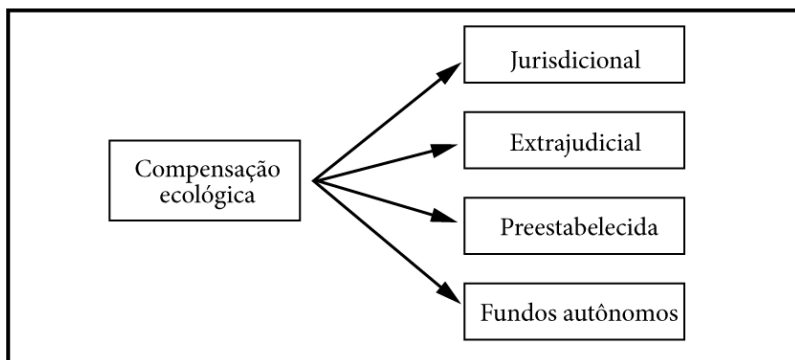 Compensação
ecológica
Jurisdicional
Extrajudicial
Preestabelecida
Fundos autônomos